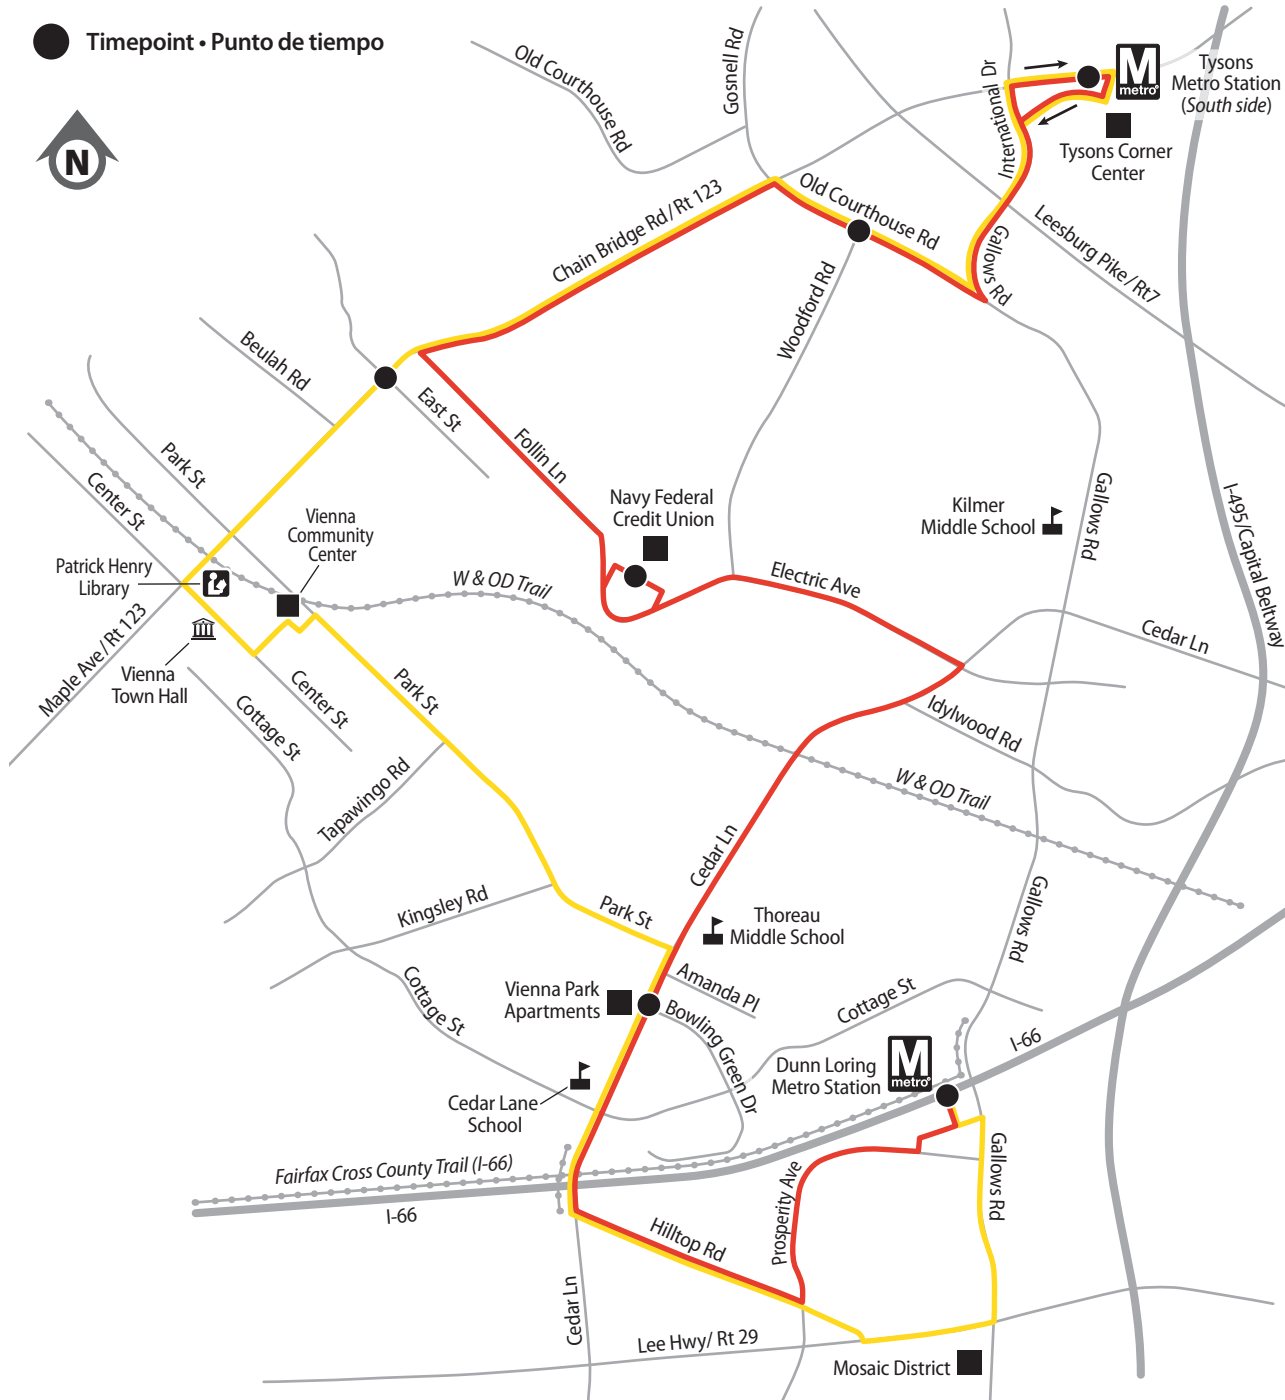 Timepoint • Punto de tiempo
N
Old Courthouse Rd
Gosnell Rd
International Dr
M
metro®
Tysons
Metro Station
(South side)
Tysons Corner
Center
Chain Bridge Rd/Rt 123
Old Courthouse Rd
Gallows Rd
Leesburg Pike/Rt7
Woodford Rd
Beulah Rd
East St
Follin Ln
Park St
Center St
Vienna
Community
Center
Navy Federal
Credit Union
Kilmer
Middle School
Gallows Rd
I-495/Capital Beltway
Patrick Henry
Library
W & OD Trail
Electric Ave
Cedar Ln
Maple Ave/Rt 123
Vienna
Town Hall
Center St
Park St
Cottage St
Idylwood Rd
Tapawingo Rd
W & OD Trail
Cedar Ln
Kingsley Rd
Park St
Thoreau
Middle School
Gallows Rd
Cottage St
Vienna Park
Apartments
Amanda Pl
Bowling Green Dr
Cottage St
I-66
Dunn Loring
Metro Station
M
metro®
Cedar Lane
School
Fairfax Cross County Trail (I-66)
I-66
Prosperity Ave
Gallows Rd
Hilltop Rd
Cedar Ln
Lee Hwy/ Rt 29
Mosaic District